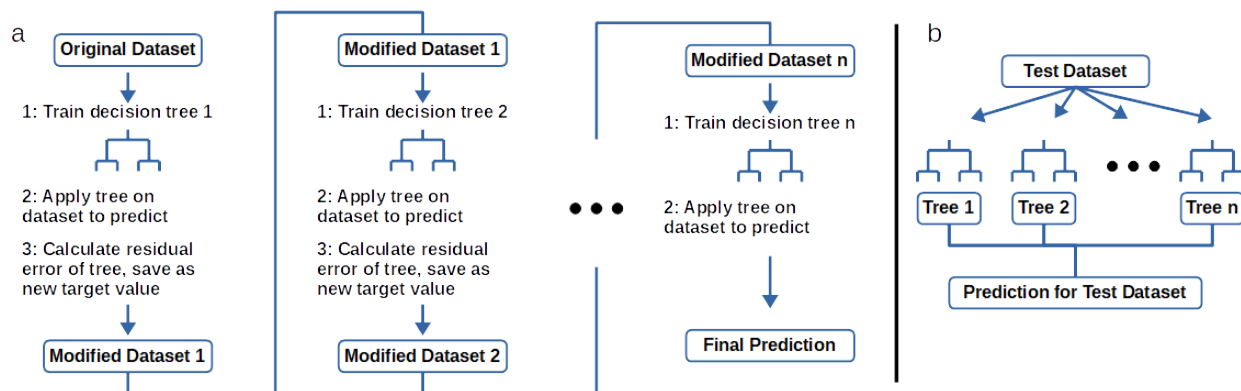 a
Original Dataset
1: Train decision tree 1
2: Apply tree on
dataset to predict
3: Calculate residual
error of tree, save as
new target value
Modified Dataset 1
Modified Dataset 1
1: Train decision tree 2
2: Apply tree on
dataset to predict
3: Calculate residual
error of tree, save as
new target value
Modified Dataset 2
Modified Dataset n
1: Train decision tree n
2: Apply tree on
dataset to predict
Final Prediction
b
Test Dataset
Tree 1
Tree 2
Tree n
Prediction for Test Dataset